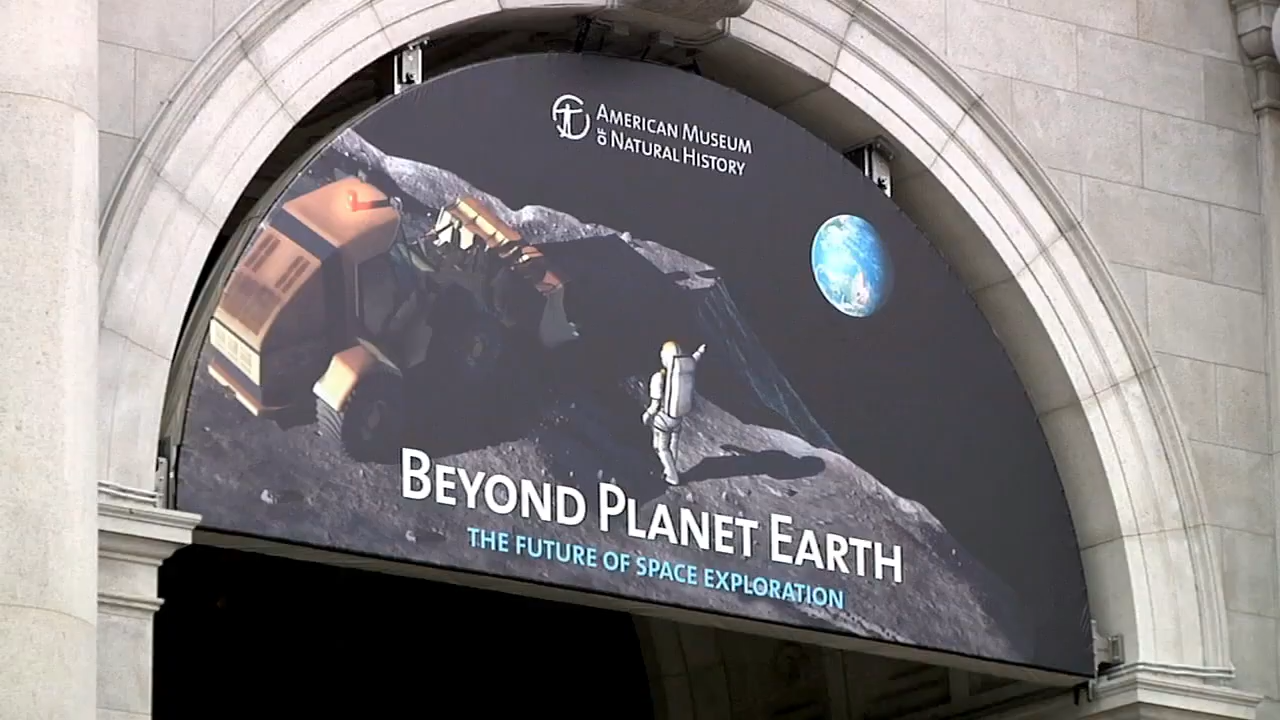 AMERICAN MUSEUM
OF NATURAL HISTORY
BEYOND PLANET EARTH
THE FUTURE OF SPACE EXPLORATION